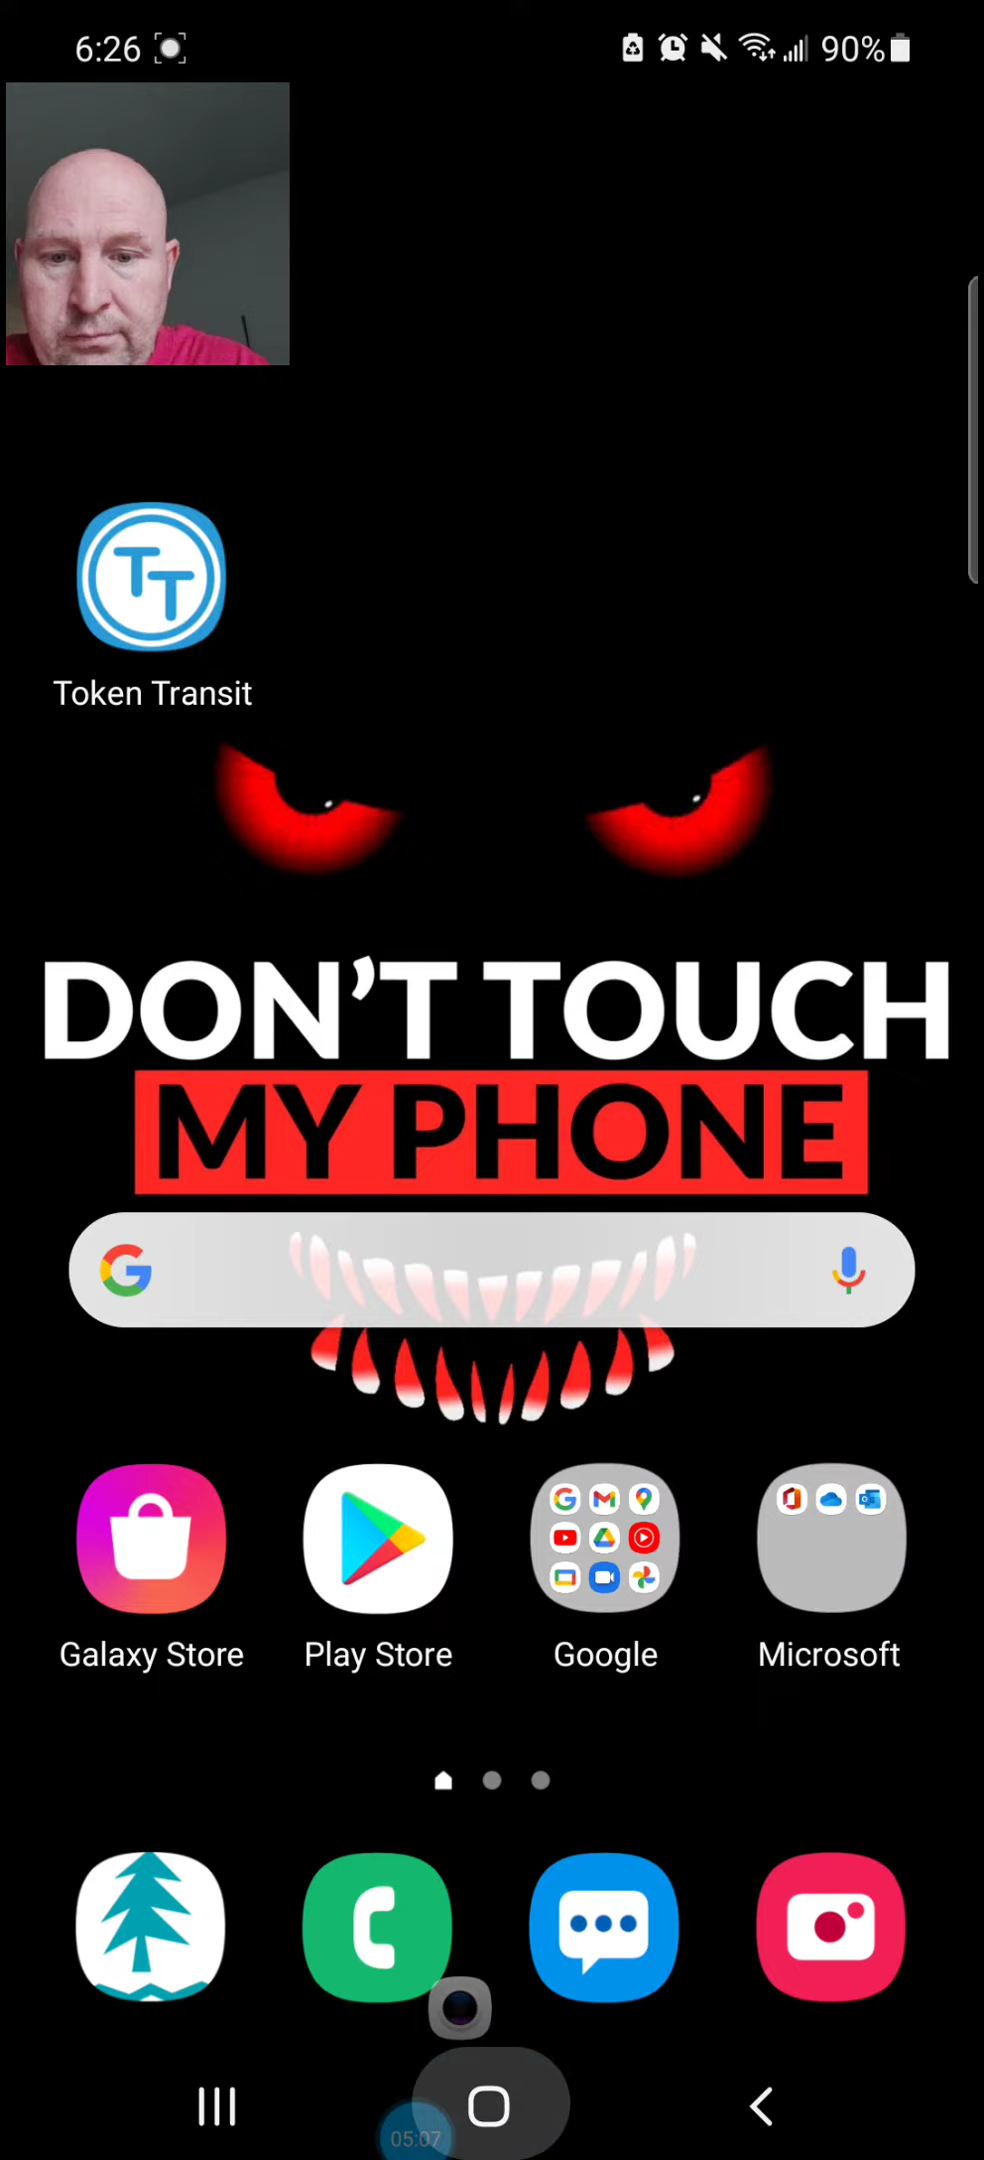 6:26 90%
Token Transit
DON'T TOUCH
MY PHONE
Galaxy Store Play Store Google Microsoft
05:07